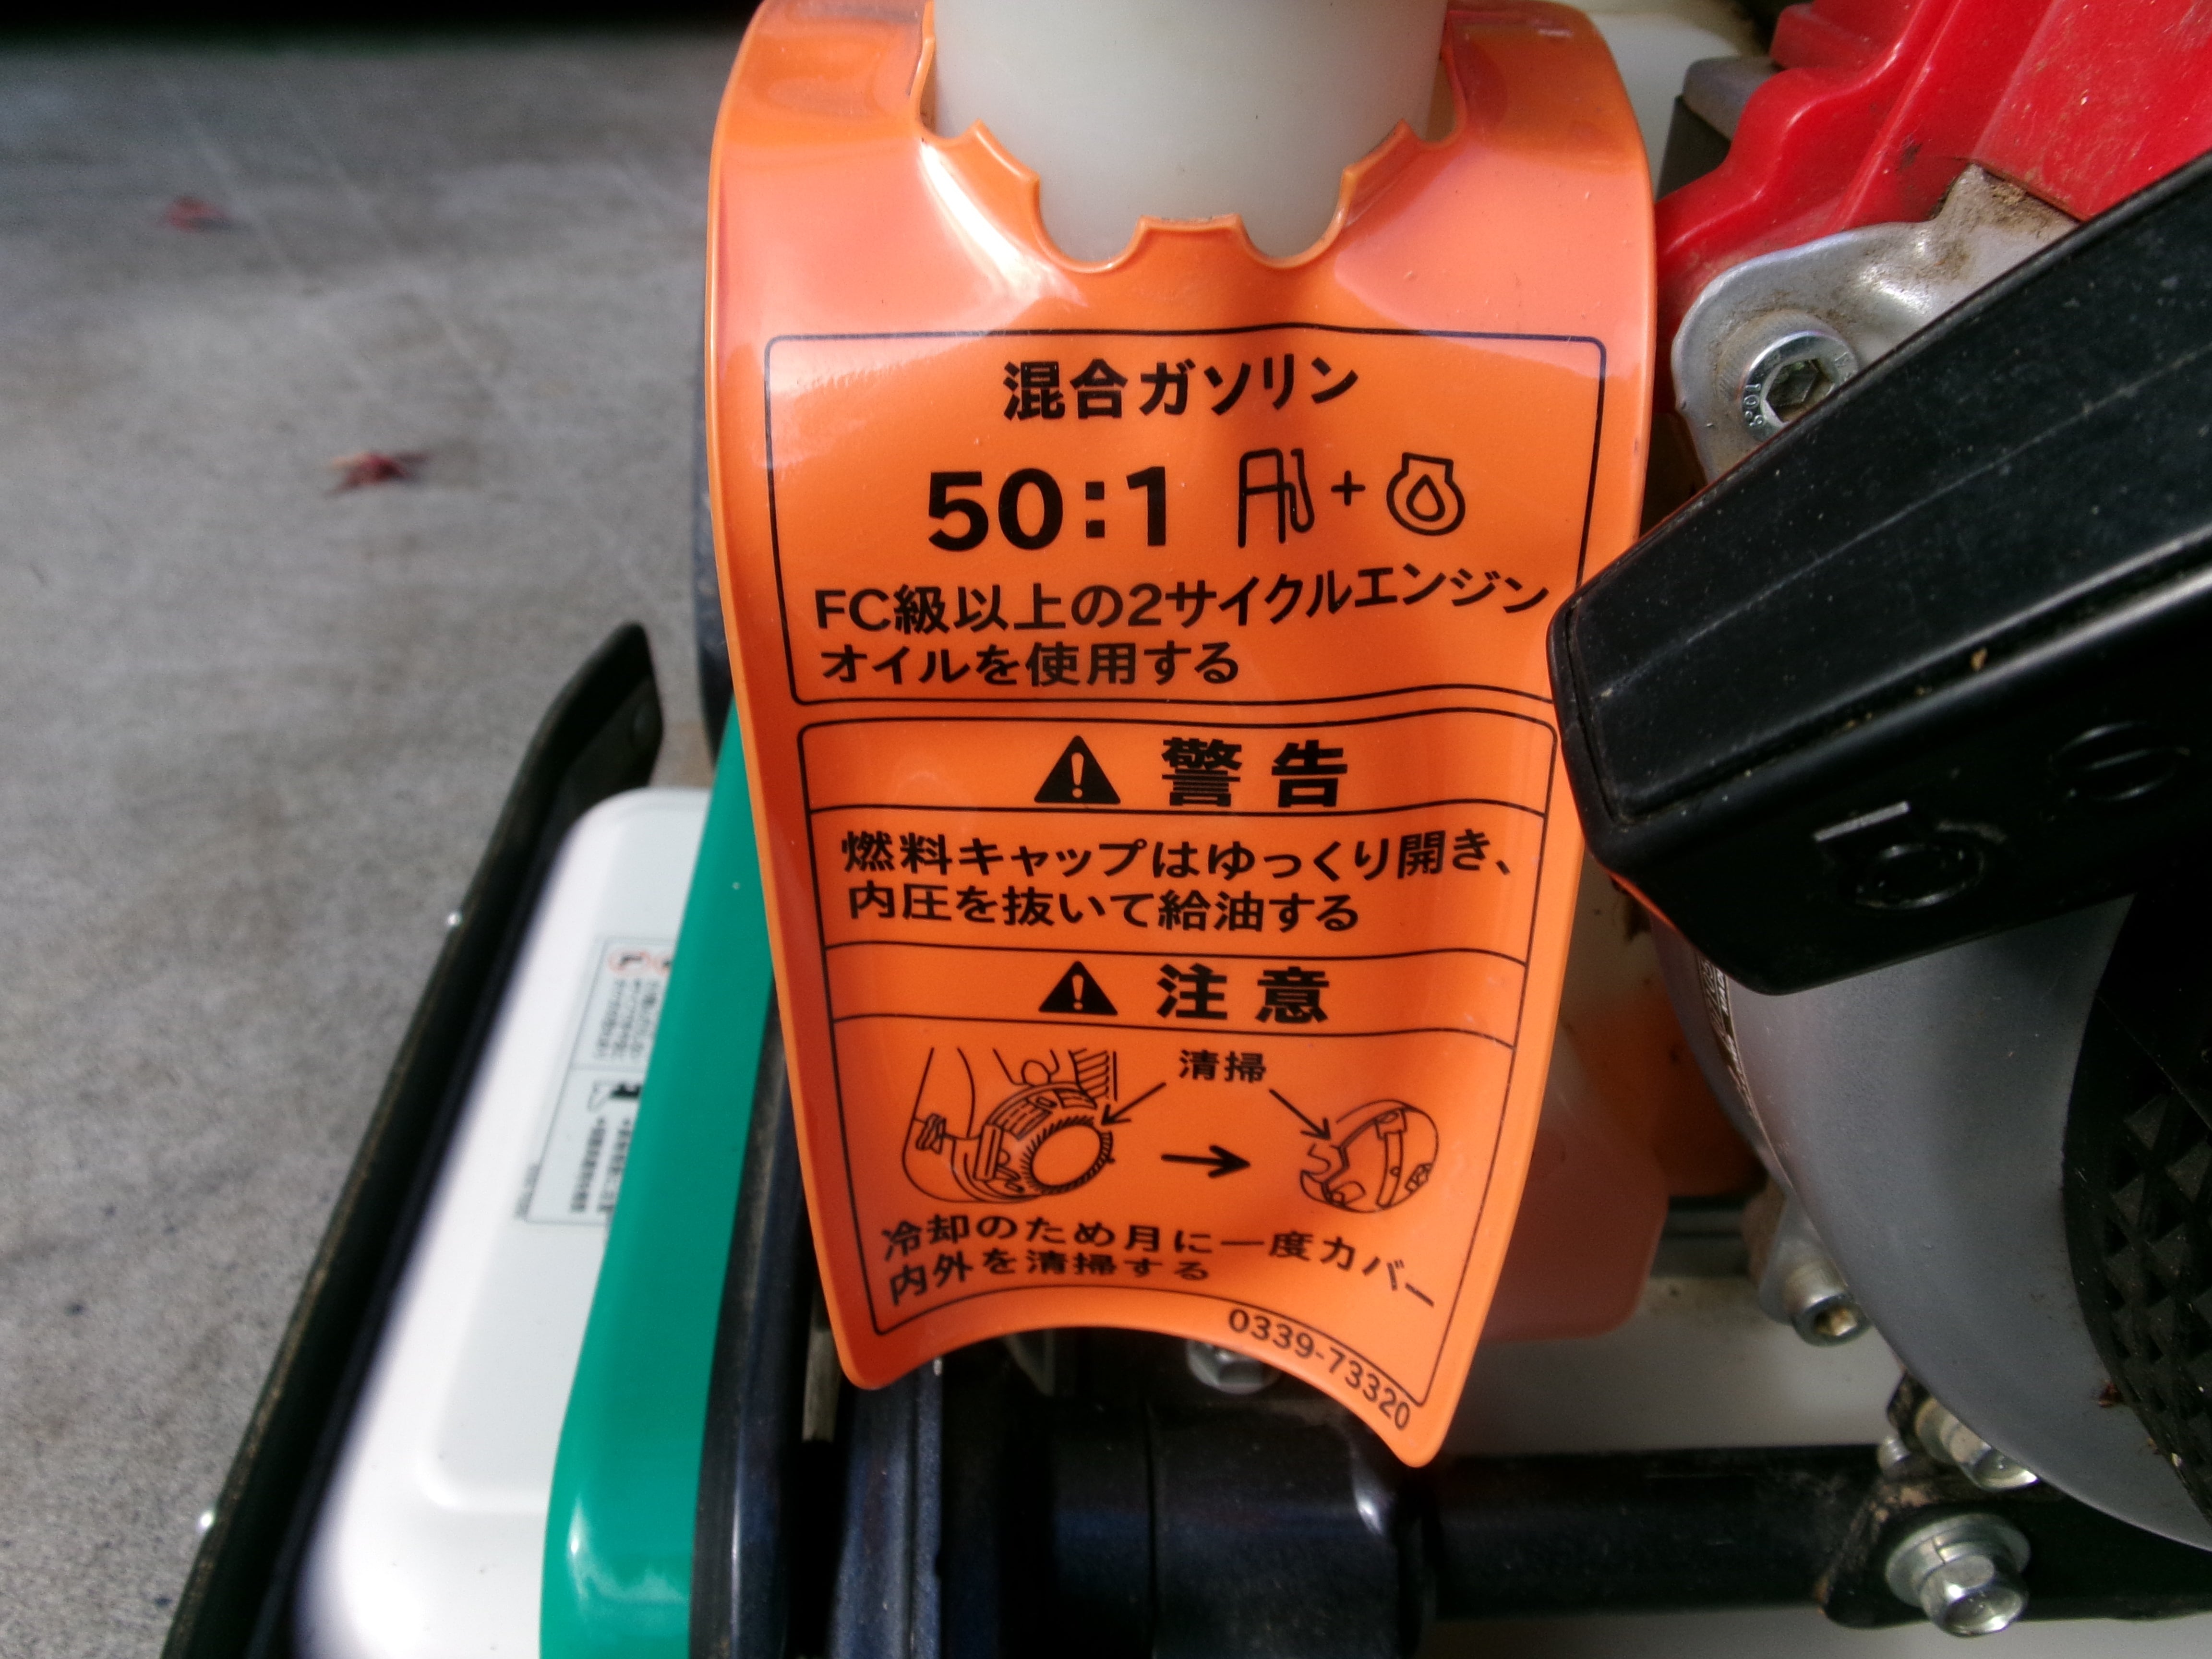 混合ガソリン
50:1 +
FC級以上の2サイクルエンジン
オイルを使用する
警告
燃料キャップはゆっくり開き、
内圧を抜いて給油する
注意
清掃
冷却のため月に一度カバー
内外を清掃する
0339-73320
10.9